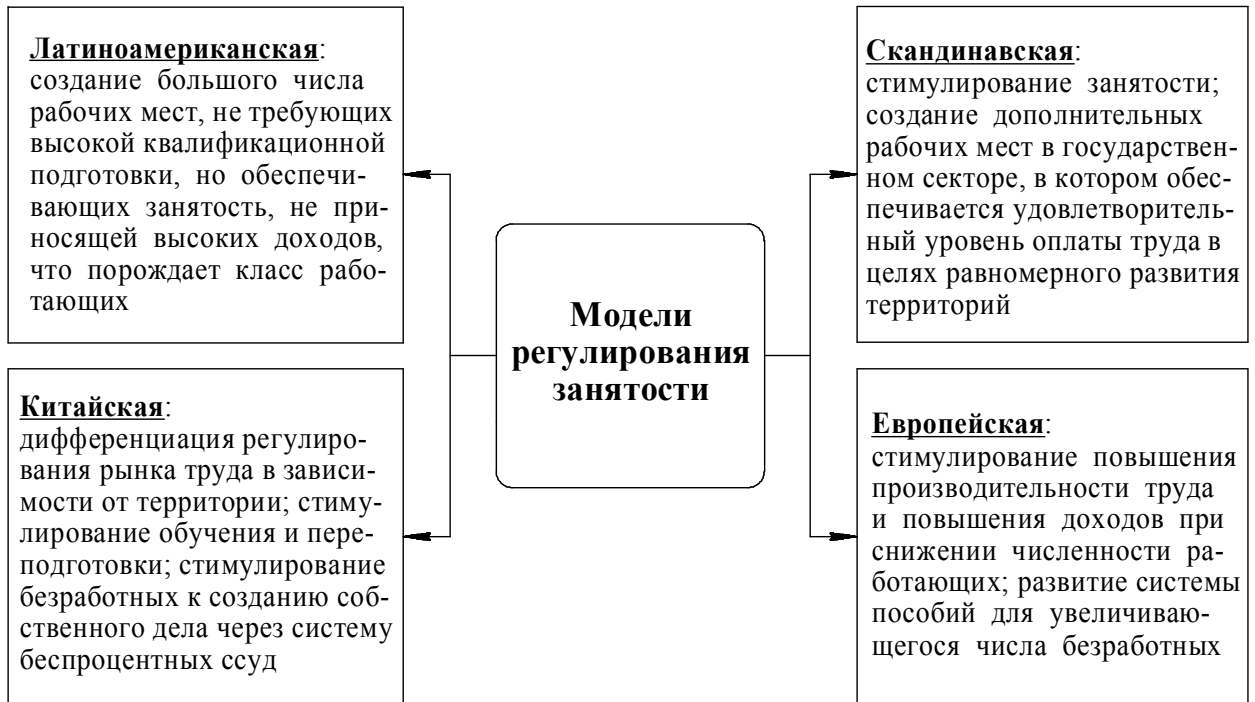 Латиноамериканская:
создание большого числа
рабочих мест, не требующих
высокой квалификационной
подготовки, но обеспечи-
вающих занятость, не при-
носящей высоких доходов,
что порождает класс рабо-
тающих
Скандинавская:
стимулирование занятости;
создание дополнительных
рабочих мест в государствен-
ном секторе, в котором обес-
печивается удовлетворитель-
ный уровень оплаты труда в
целях равномерного развития
территорий
Модели
регулирования
занятости
Китайская:
дифференциация регулиро-
вания рынка труда в зависи-
мости от территории; стиму-
лирование обучения и пере-
подготовки; стимулирование
безработных к созданию соб-
ственного дела через систему
беспроцентных ссуд
Европейская:
стимулирование повышения
производительности труда
и повышения доходов при
снижении численности ра-
ботающих; развитие системы
пособий для увеличиваю-
щегося числа безработных